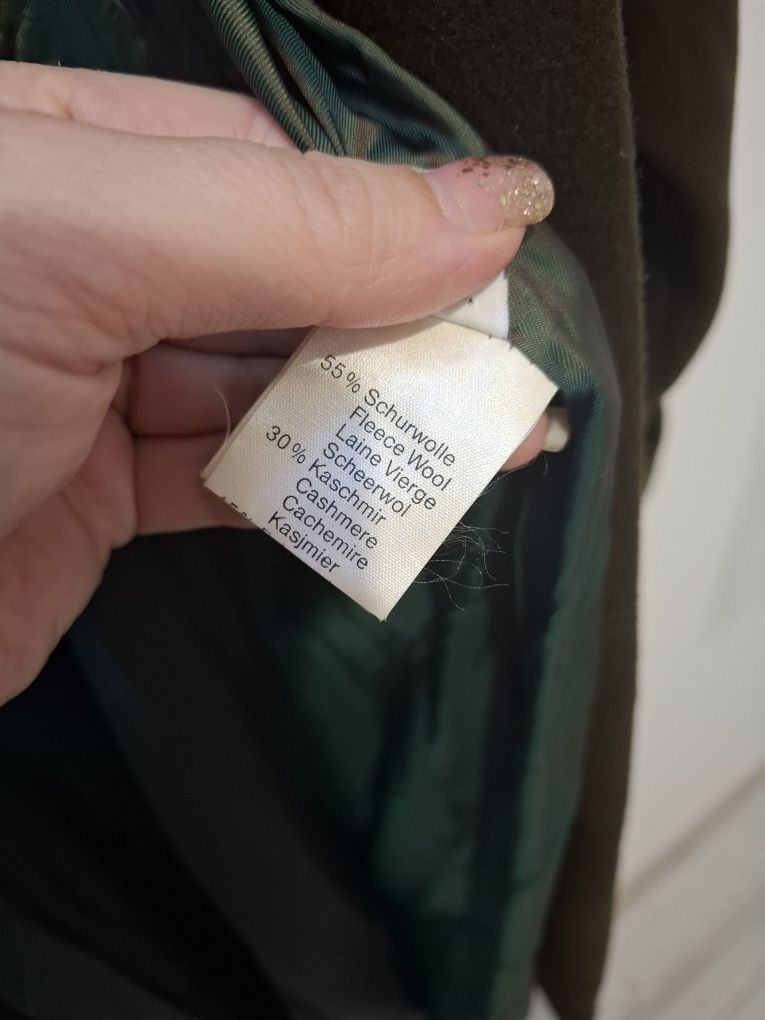 55% Schurwolle
Fleece Wool
Laine Vierge
Scheerwol
30% Kaschmir
Cashmere
Cachemire
Kasjmier